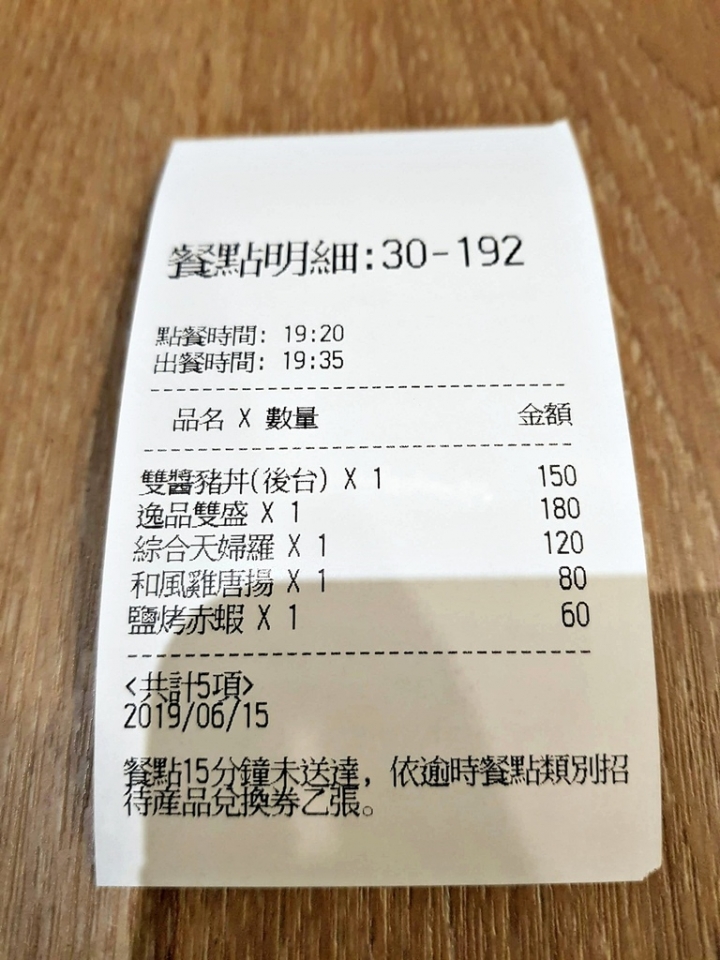 餐點明細:30-192
點餐時間: 19:20
出餐時間: 19:35
品名 X 數量 金額
雙醬豬丼(後台) X 1 150
逸品雙盛 X 1 180
綜合天婦羅 X 1 120
和風雞唐揚 X 1 80
鹽烤赤蝦 X 1 60
<共計5項>
2019/06/15
餐點15分鐘未送達, 依逾時餐點類別招
待產品兌換券乙張。